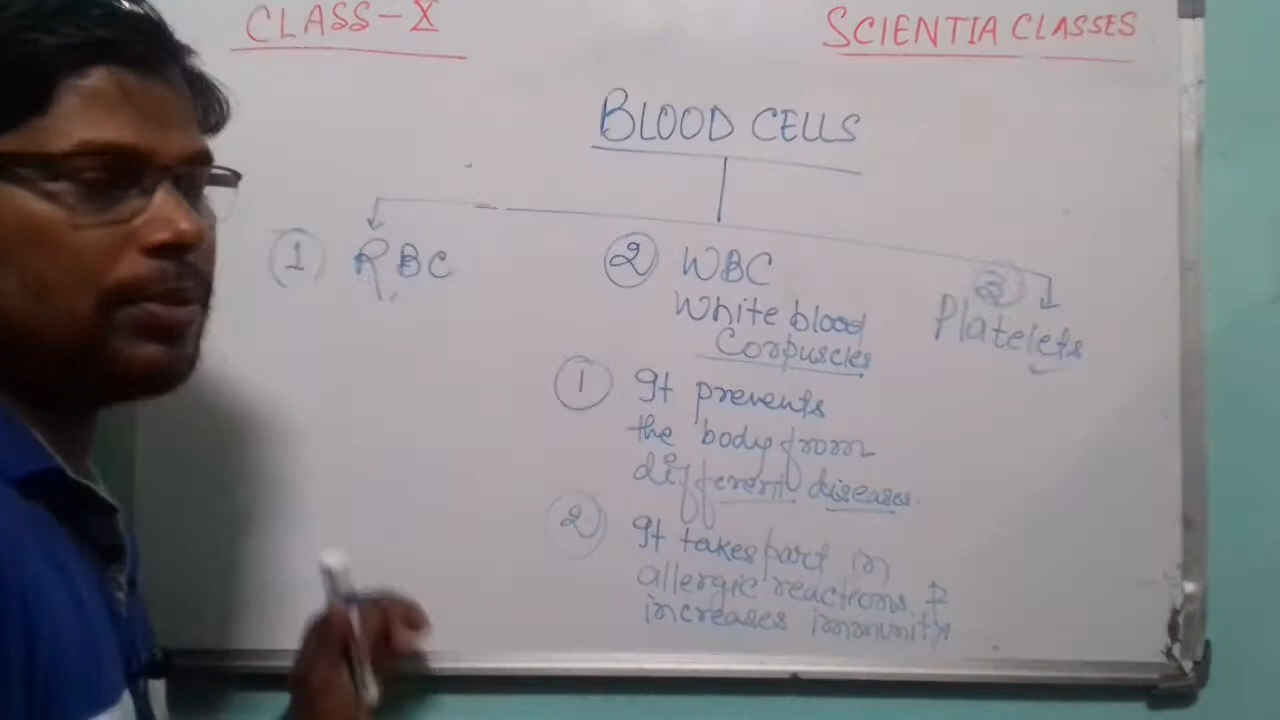 CLASS-X
SCIENTIA CLASSES
BLOOD CELLS
1 RBC
2 WBC
White blood
Corpuscles
3
Platelets
1 It prevents
the body from
different diseases.
2 It takes part in
allergic reactions &
increases immunity